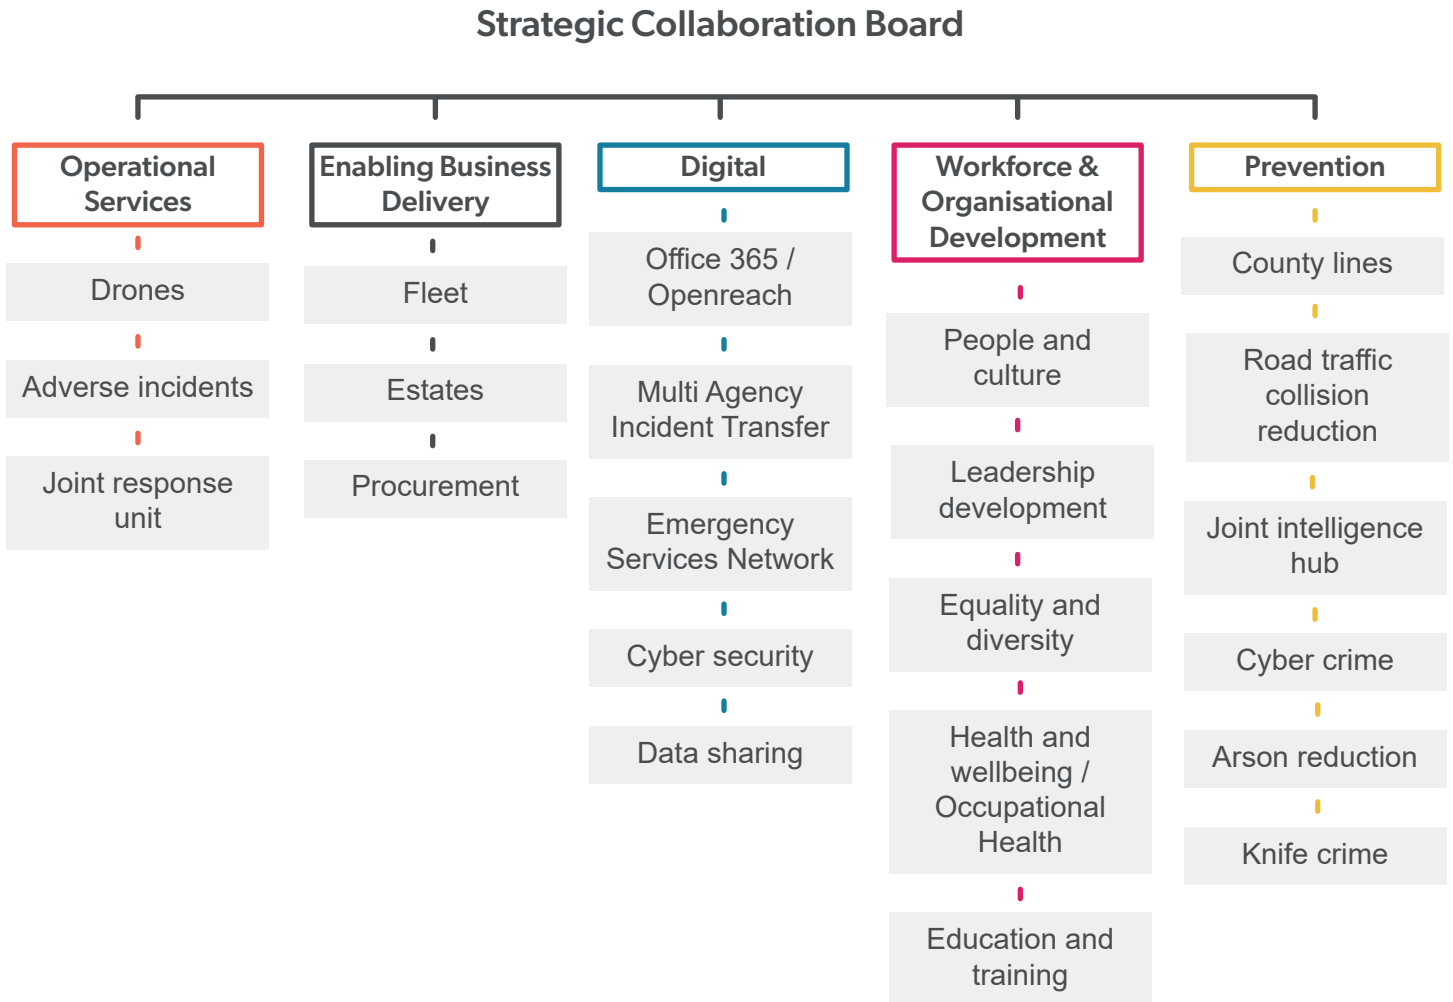 Strategic Collaboration Board
Operational
Services
Drones
Adverse incidents
Joint response
unit
Enabling Business
Delivery
Fleet
Estates
Procurement
Digital
Office 365 /
Openreach
Multi Agency
Incident Transfer
Emergency
Services Network
Cyber security
Data sharing
Workforce &
Organisational
Development
People and
culture
Leadership
development
Equality and
diversity
Health and
wellbeing /
Occupational
Health
Education and
training
Prevention
County lines
Road traffic
collision
reduction
Joint intelligence
hub
Cyber crime
Arson reduction
Knife crime